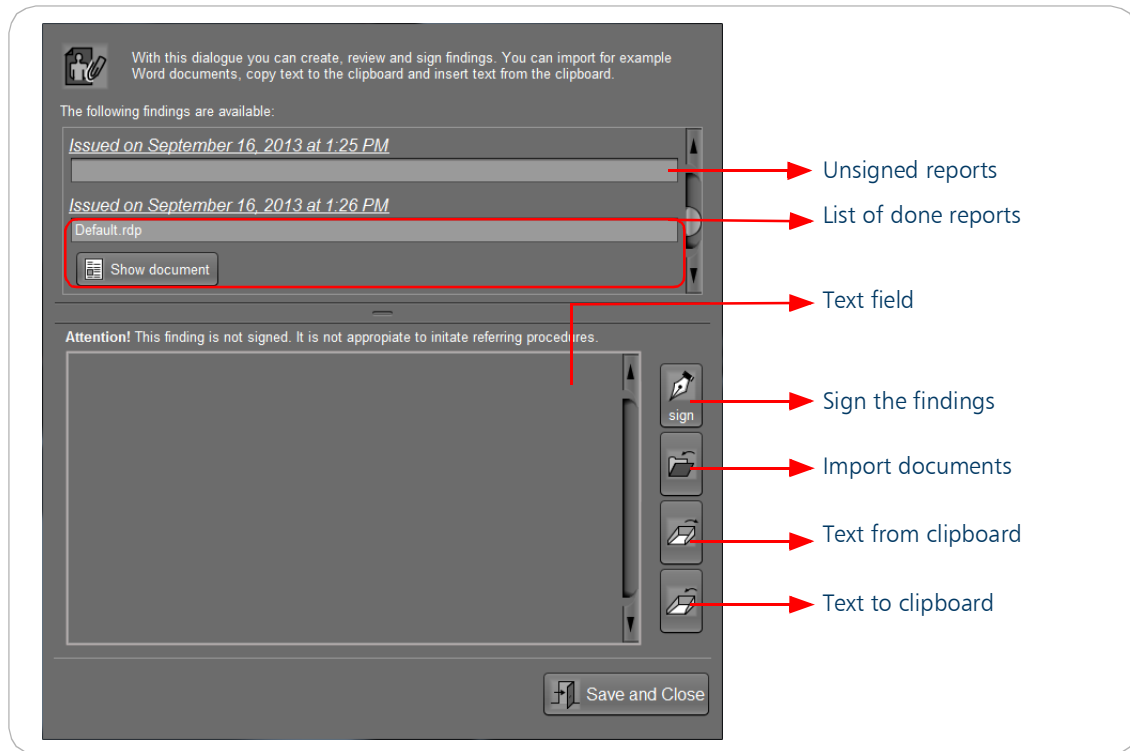 With this dialogue you can create, review and sign findings. You can import for example
Word documents, copy text to the clipboard and insert text from the clipboard.
The following findings are available:
Issued on September 16, 2013 at 1:25 PM
Unsigned reports
Issued on September 16, 2013 at 1:26 PM
List of done reports
Default.rdp
Show document
Text field
Attention! This finding is not signed. It is not appropiate to initate referring procedures.
sign
Sign the findings
Import documents
Text from clipboard
Text to clipboard
Save and Close